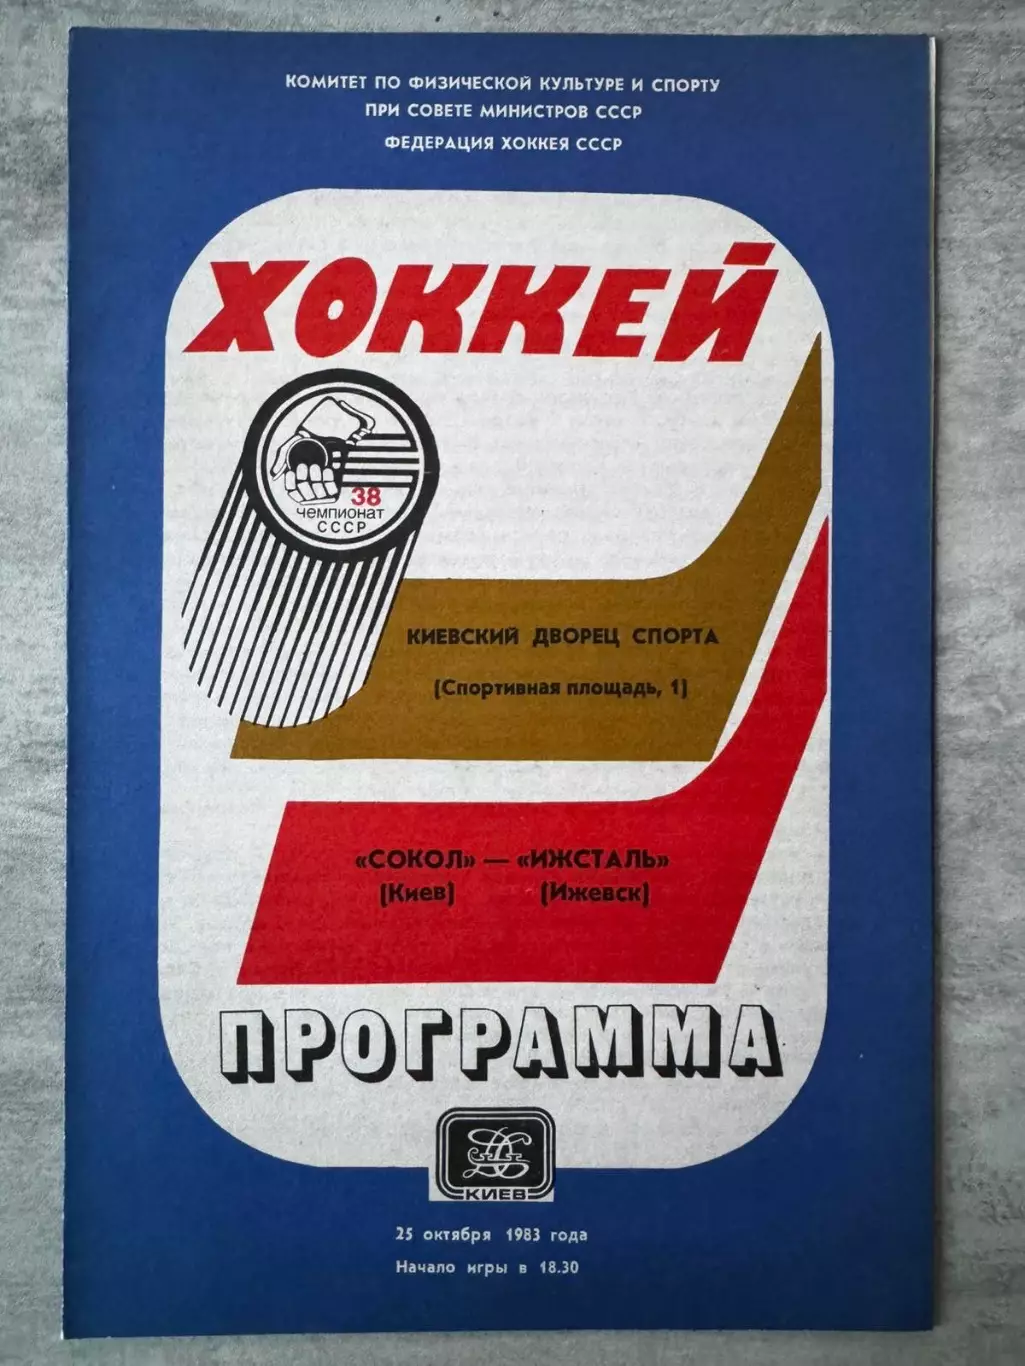 КОМИТЕТ ПО ФИЗИЧЕСКОЙ КУЛЬТУРЕ И СПОРТУ
ПРИ СОВЕТЕ МИНИСТРОВ СССР
ФЕДЕРАЦИЯ ХОККЕЯ СССР
ХОККЕЙ
38
чемпионат
СССР
КИЕВСКИЙ ДВОРЕЦ СПОРТА
(Спортивная площадь, 1)
«СОКОЛ» — «ИЖСТАЛЬ»
(Киев) (Ижевск)
ПРОГРАММА
КИЕВ
25 октября 1983 года
Начало игры в 18.30